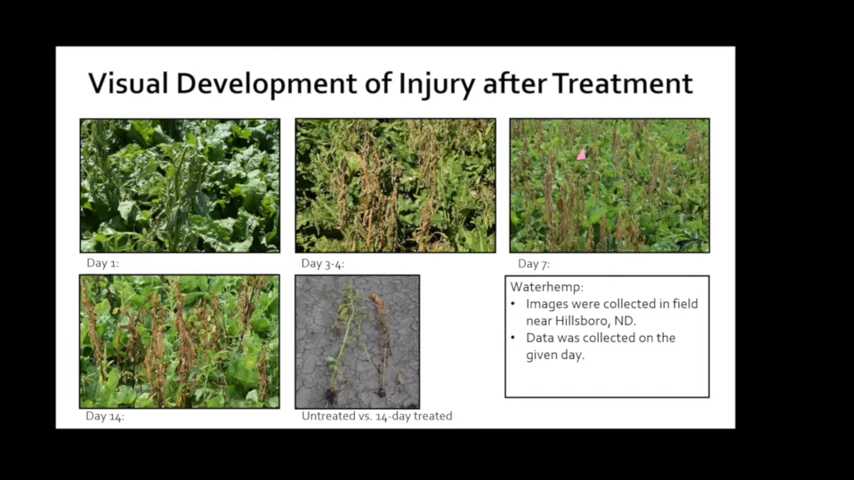 Visual Development of Injury after Treatment
Day 1:
Day 3-4:
Day 7:
Day 14:
Untreated vs. 14-day treated
Waterhemp:
• Images were collected in field
near Hillsboro, ND.
• Data was collected on the
given day.